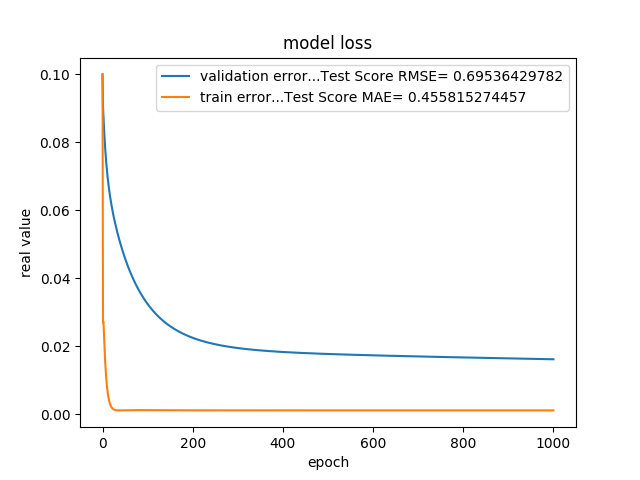 model loss
validation error...Test Score RMSE= 0.69536429782
train error...Test Score MAE= 0.455815274457
0.10
0.08
0.06
0.04
0.02
0.00
real value
0 200 400 600 800 1000
epoch